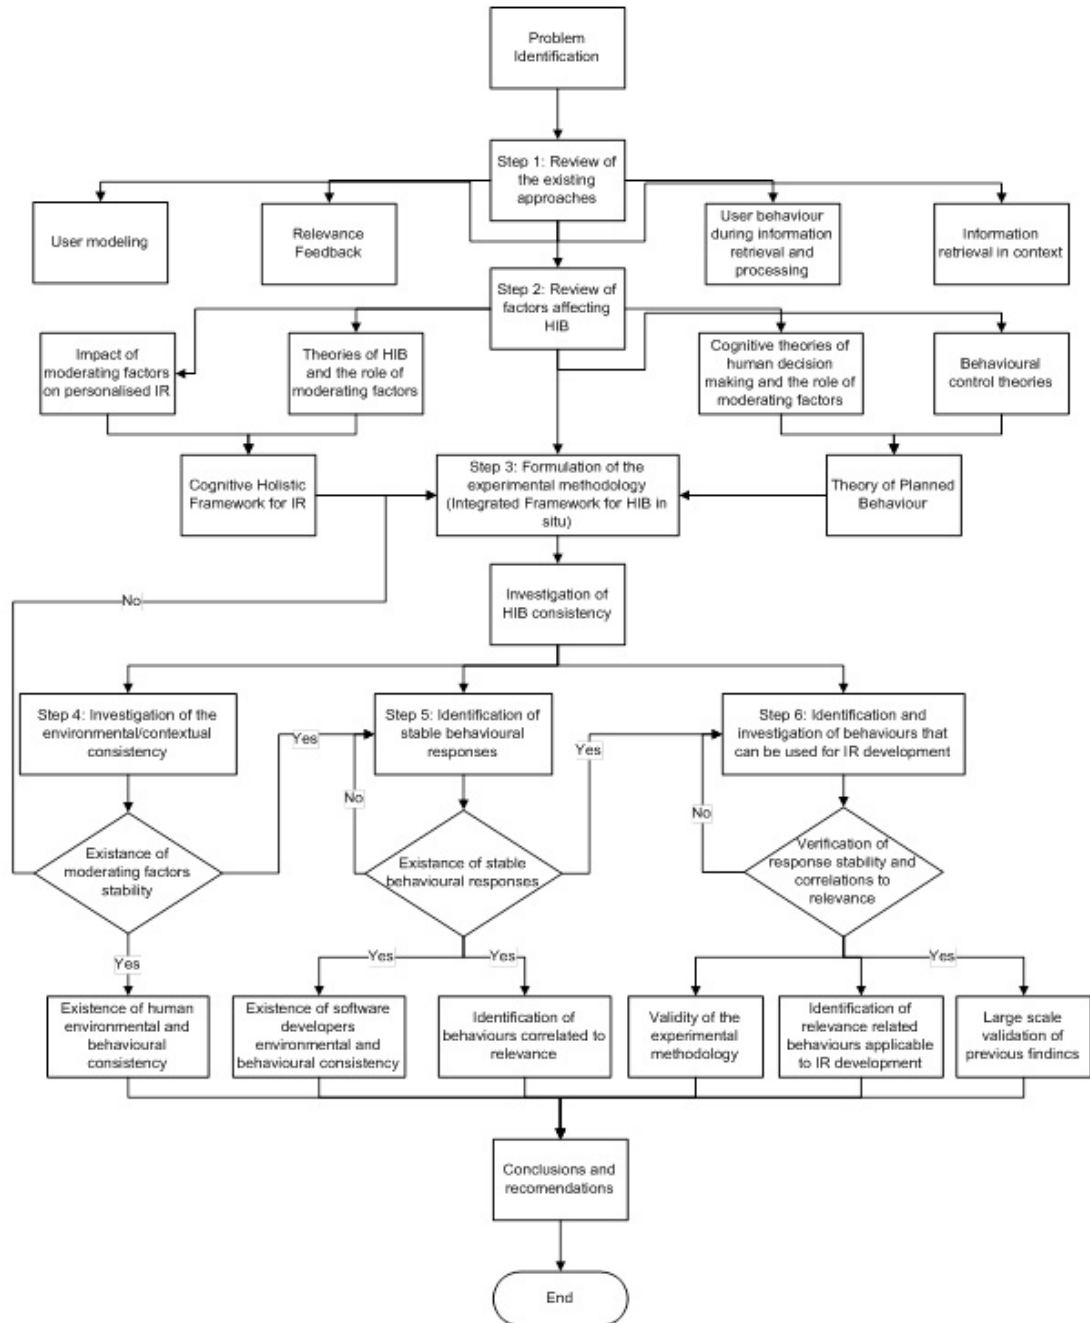 Problem
Identification
Step 1: Review of
the existing
approaches
User modeling
Relevance
Feedback
User behaviour
during information
retrieval and
processing
Information
retrieval in context
Step 2: Review of
factors affecting
HIB
Impact of
moderating factors
on personalised IR
Theories of HIB
and the role of
moderating factors
Cognitive theories
of human decision
making and the role
of moderating factors
Behavioural
control theories
Cognitive Holistic
Framework for IR
Step 3: Formulation of the
experimental methodology
(Integrated Framework for HIB in
situ)
Theory of Planned
Behaviour
Investigation of
HIB consistency
No
Step 4: Investigation of the
environmental/contextual
consistency
Yes
Step 5: Identification of
stable behavioural
responses
Yes
Step 6: Identification and
investigation of behaviours that
can be used for IR development
No
No
Existance of
moderating factors
stability
Existance of stable
behavioural responses
Verification of
response stability and
correlations to
relevance
Yes
Yes
Yes
Yes
Existence of human
environmental and
behavioural
consistency
Existence of software
developers
environmental and
behavioural consistency
Identification of
behaviours correlated to
relevance
Validity of the
experimental
methodology
Identification of
relevance related
behaviours applicable
to IR development
Large scale
validation of
previous findincs
Conclusions and
recomendations
End